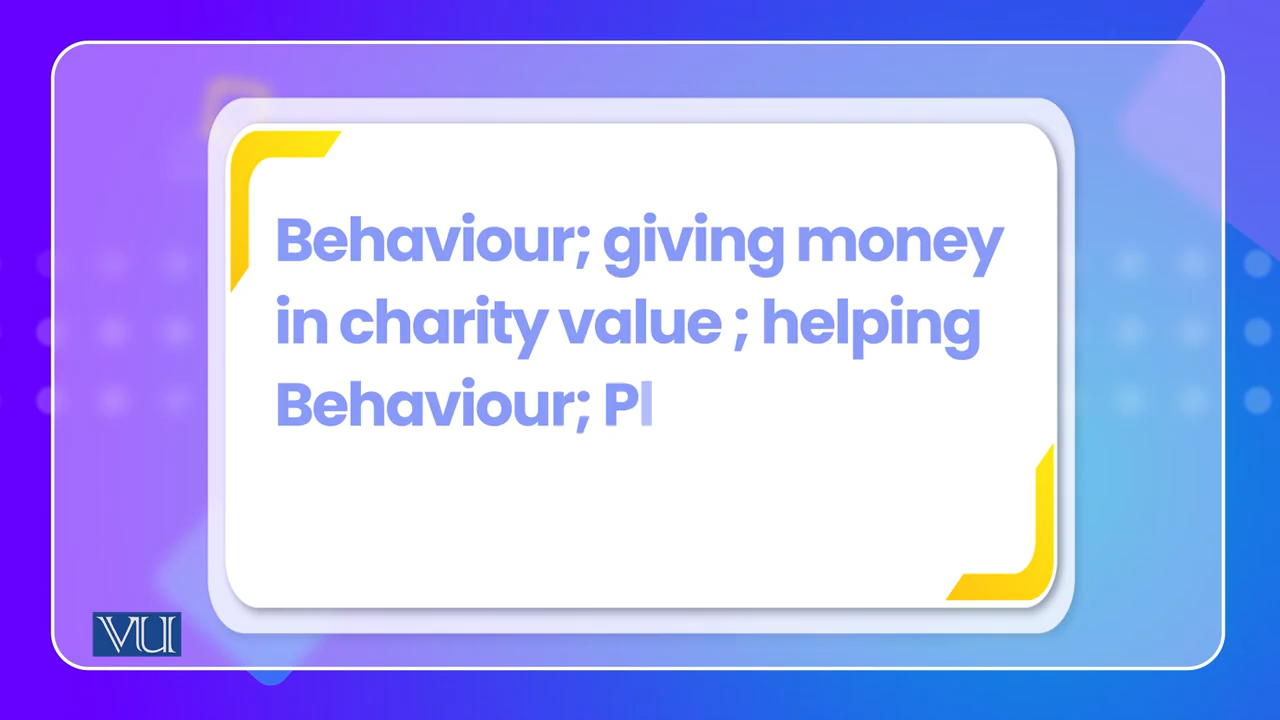 Behaviour; giving money
in charity value ; helping
Behaviour; Pl
VU